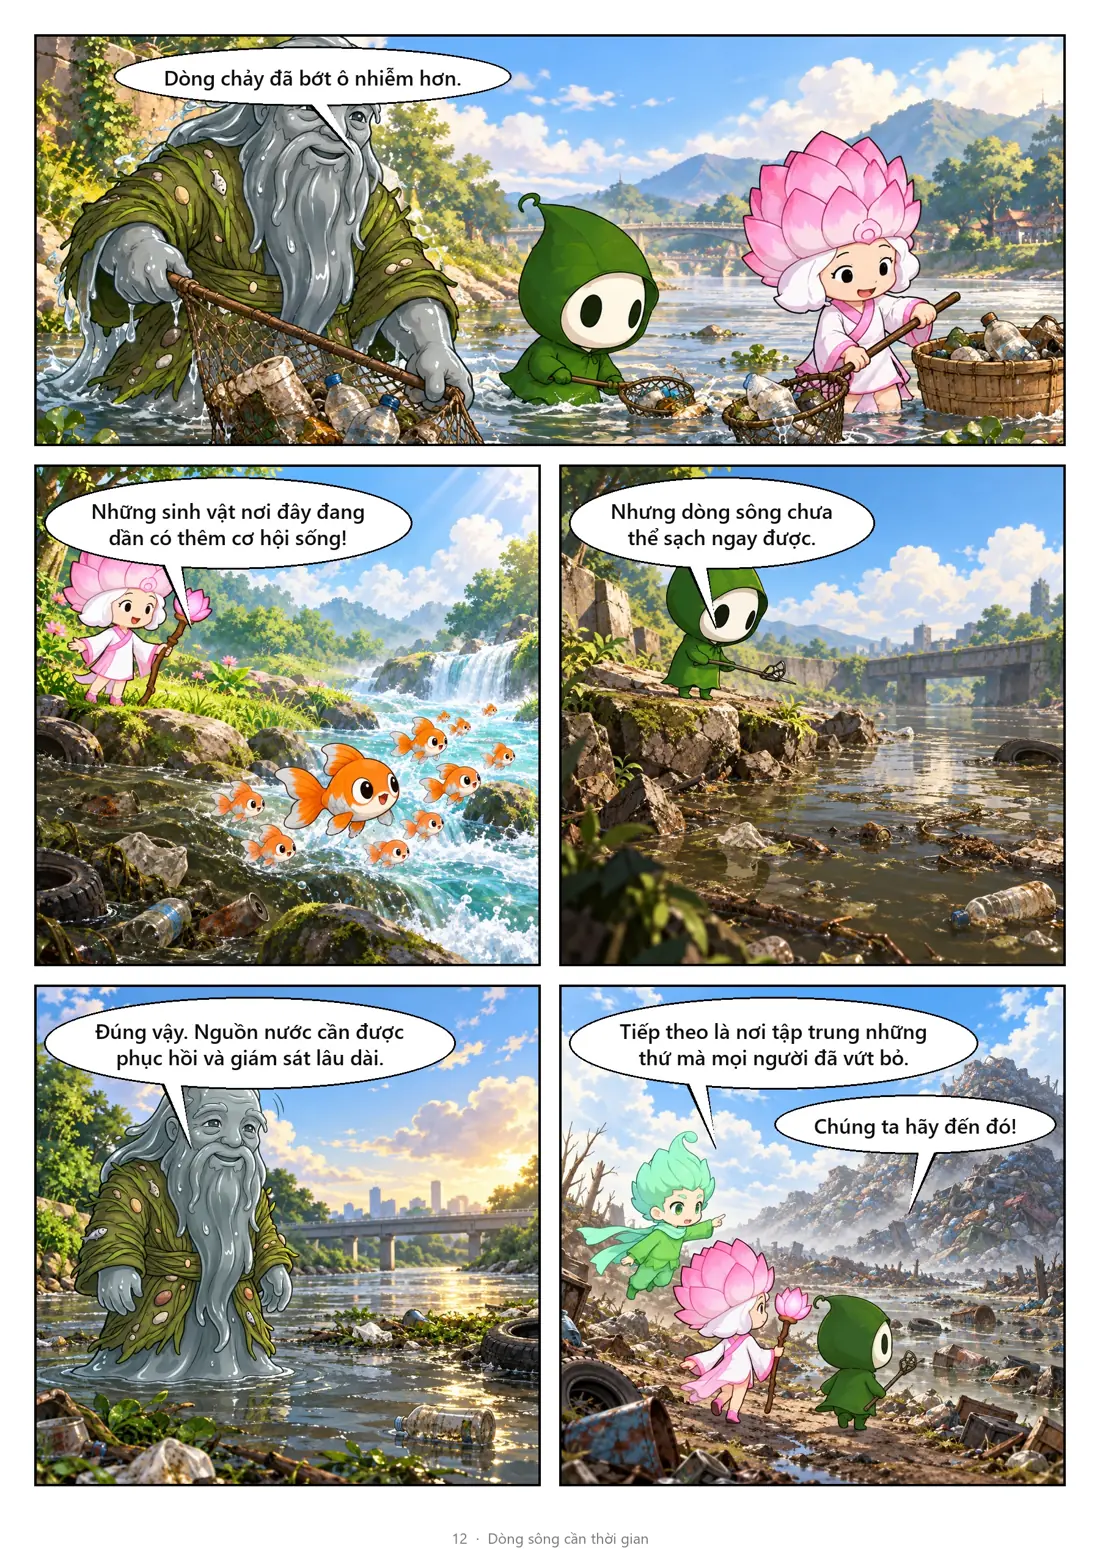 Dòng chảy đã bớt ô nhiễm hơn.
Những sinh vật nơi đây đang
dần có thêm cơ hội sống!
Nhưng dòng sông chưa
thể sạch ngay được.
Đúng vậy. Nguồn nước cần được
phục hồi và giám sát lâu dài.
Tiếp theo là nơi tập trung những
thứ mà mọi người đã vứt bỏ.
Chúng ta hãy đến đó!
12 · Dòng sông cần thời gian